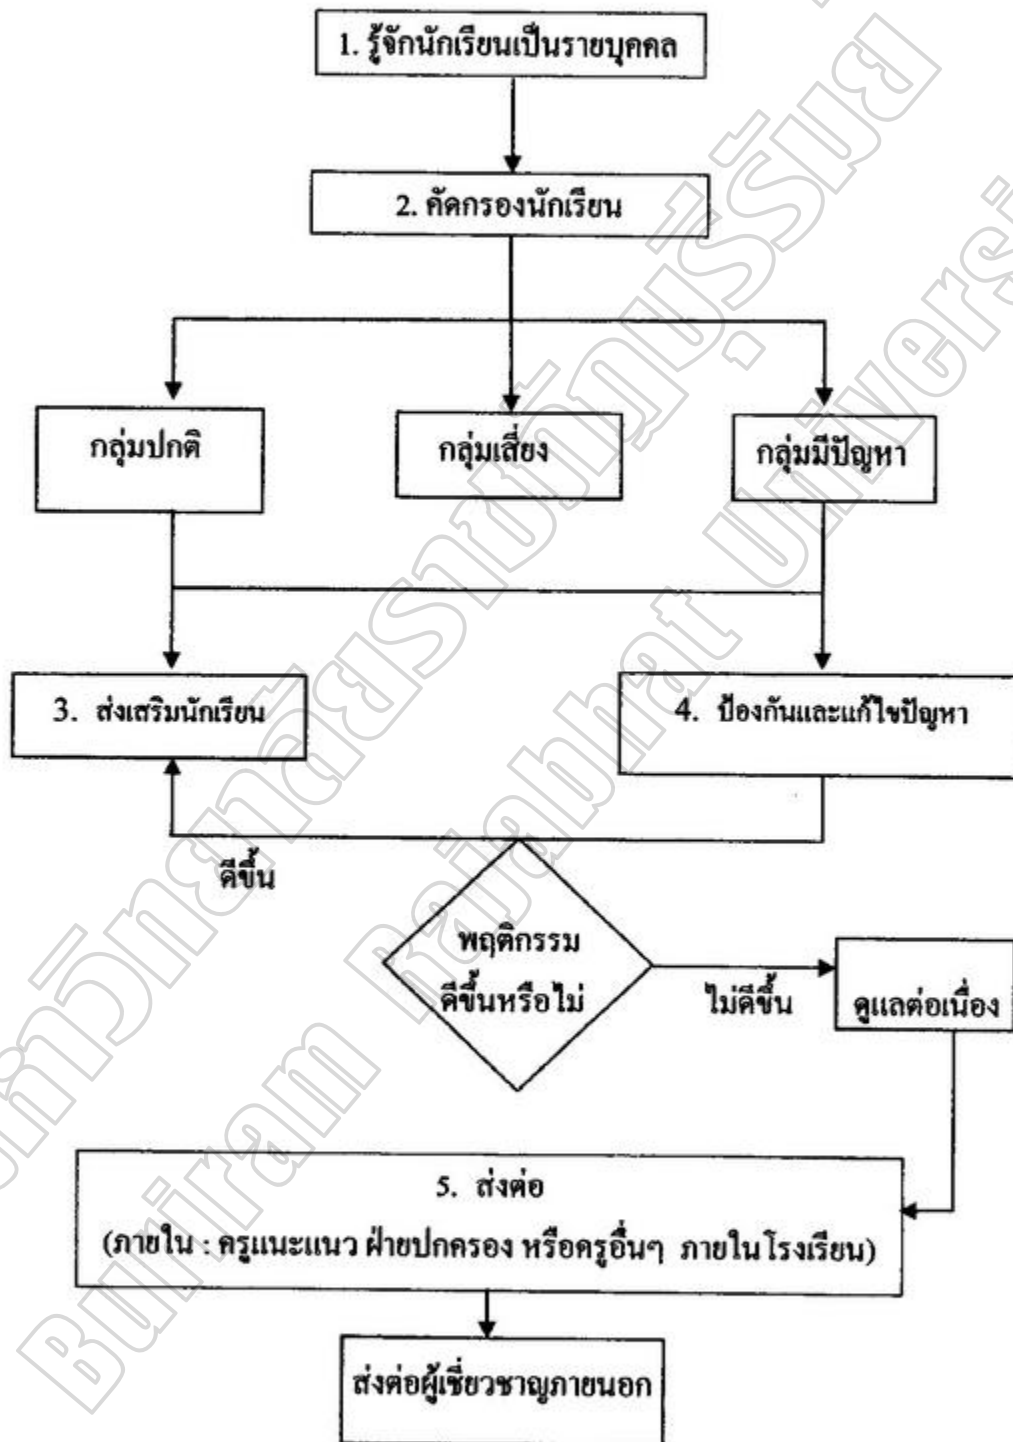 1. รู้จักนักเรียนเป็นรายบุคคล
2. คัดกรองนักเรียน
กลุ่มปกติ
กลุ่มเสี่ยง
กลุ่มมีปัญหา
3. ส่งเสริมนักเรียน
4. ป้องกันและแก้ไขปัญหา
ดีขึ้น
พฤติกรรม
ดีขึ้นหรือไม่
ไม่ดีขึ้น
ดูแลต่อเนื่อง
5. ส่งต่อ
(ภายใน : ครูแนะแนว ฝ่ายปกครอง หรือครูอื่นๆ ภายในโรงเรียน)
ส่งต่อผู้เชี่ยวชาญภายนอก
Buriram Rajabhat